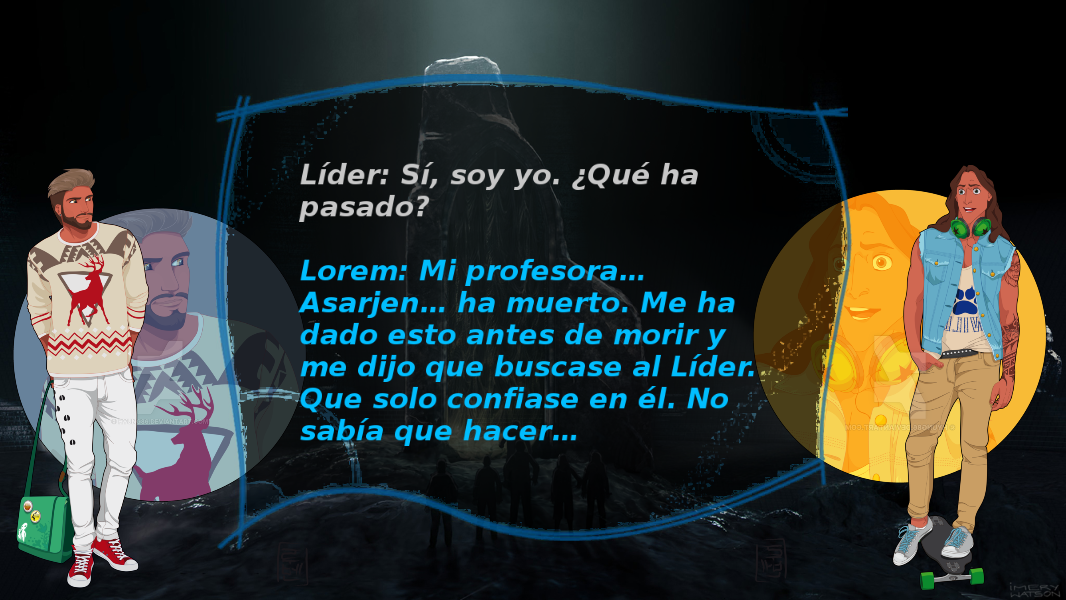 Líder: Sí, soy yo. ¿Qué ha
pasado?
Lorem: Mi profesora...
Asarjen... ha muerto. Me ha
dado esto antes de morir y
me dijo que buscase al Líder.
Que solo confiase en él. No
sabía que hacer...
IMERY
WATSON